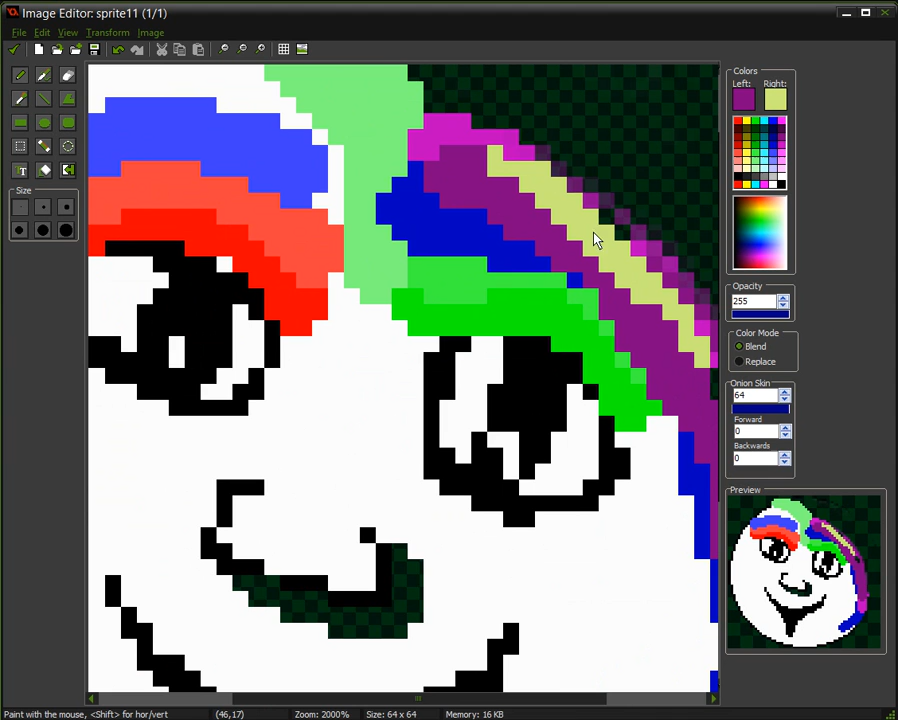 Image Editor: sprite11 (1/1)
File Edit View Transform Image
Size
Colors
Left: Right:
Opacity
255
Color Mode
Blend
Replace
Onion Skin
64
Forward
0
Backwards
0
Preview
Paint with the mouse, <Shift> for hor/vert (46,17) Zoom: 2000% Size: 64 x 64 Memory: 16 KB